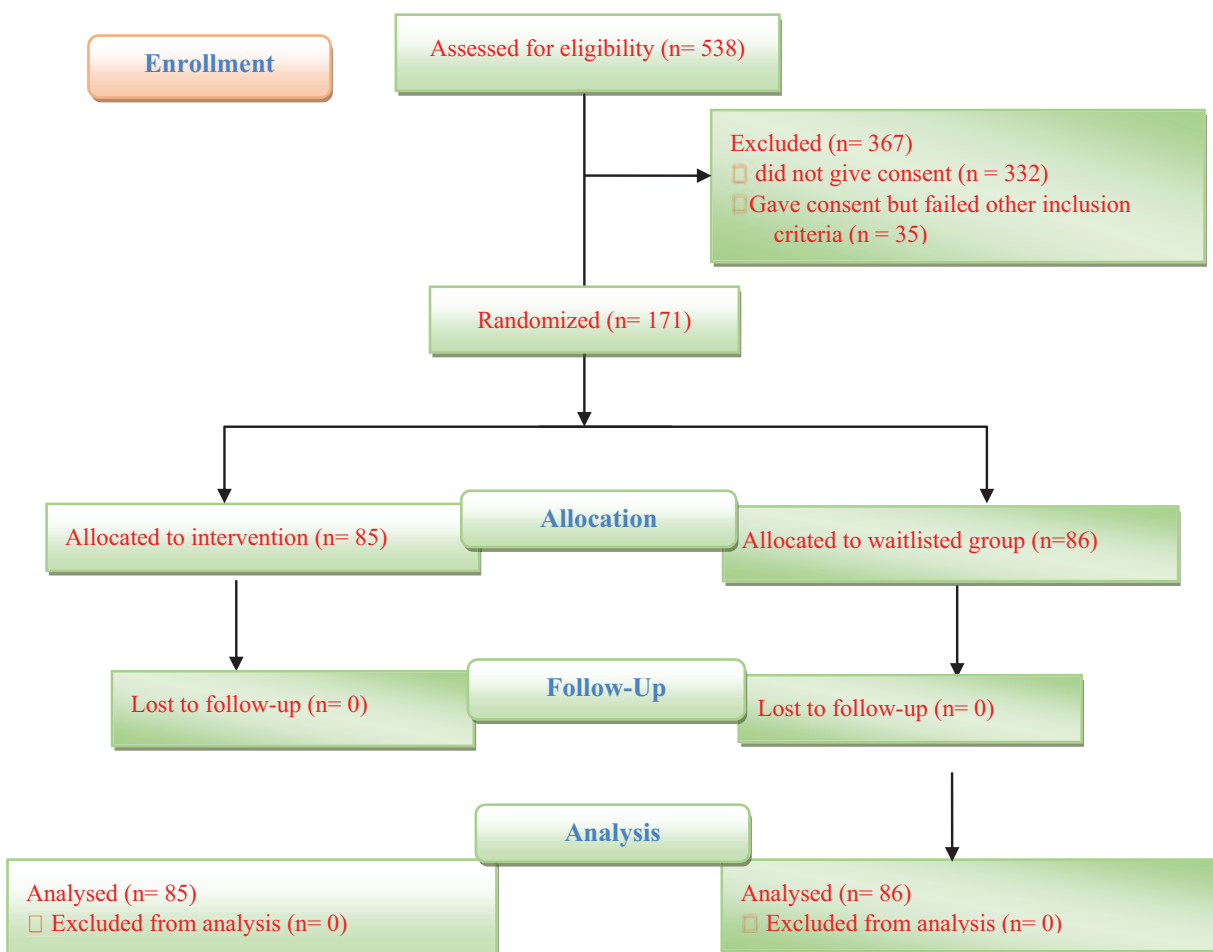 Assessed for eligibility (n= 538)
Enrollment
Excluded (n= 367)
□ did not give consent (n = 332)
□Gave consent but failed other inclusion
criteria (n = 35)
Randomized (n= 171)
Allocation
Allocated to intervention (n= 85)
Allocated to waitlisted group (n=86)
Follow-Up
Lost to follow-up (n= 0)
Lost to follow-up (n= 0)
Analysis
Analysed (n= 85)
□ Excluded from analysis (n= 0)
Analysed (n= 86)
□ Excluded from analysis (n= 0)